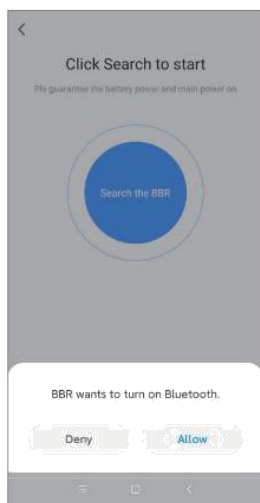 Click Search to start
Pls guarantee the battery power and main power on
Search the BBR
BBR wants to turn on Bluetooth.
Deny Allow